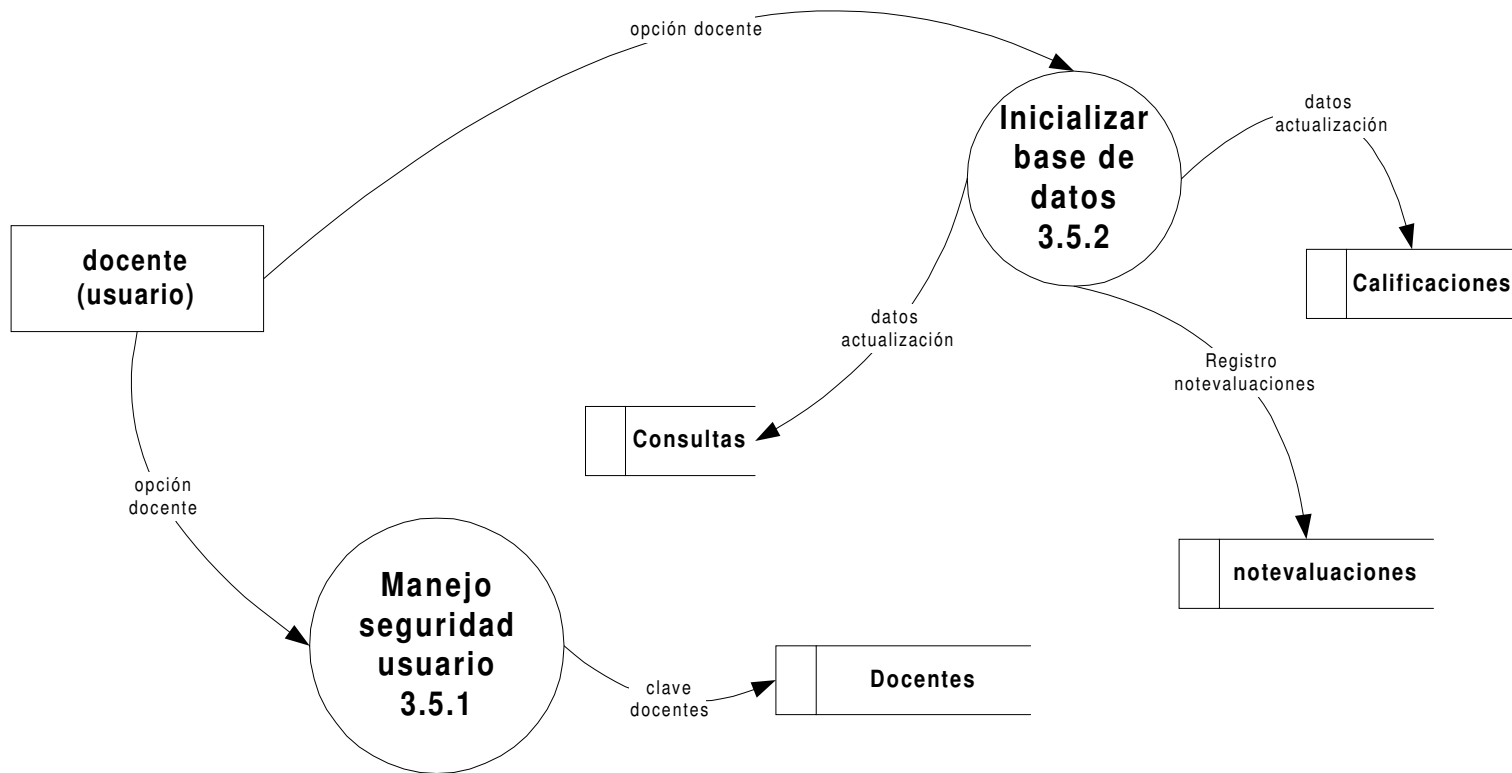 opción docente
Inicializar
base de
datos
3.5.2
datos
actualización
docente
(usuario)
Calificaciones
datos
actualización
Registro
notevaluaciones
Consultas
opción
docente
notevaluaciones
Manejo
seguridad
usuario
3.5.1
clave
docentes
Docentes